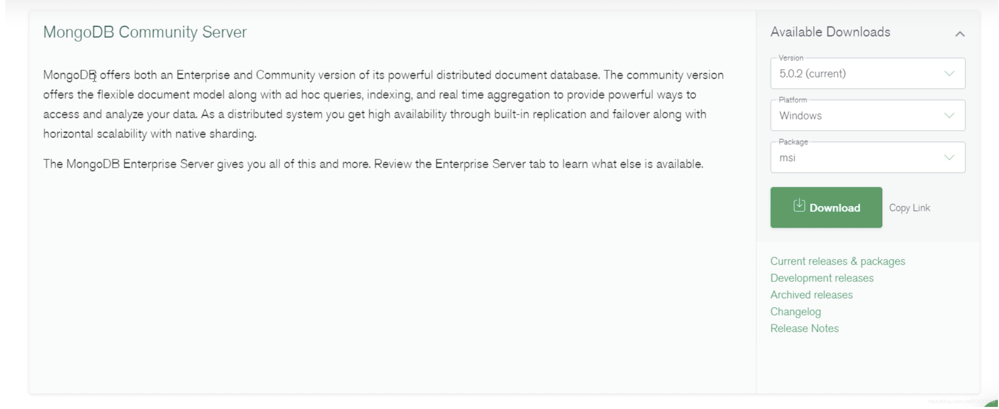 MongoDB Community Server
MongoDB offers both an Enterprise and Community version of its powerful distributed document database. The community version
offers the flexible document model along with ad hoc queries, indexing, and real time aggregation to provide powerful ways to
access and analyze your data. As a distributed system you get high availability through built-in replication and failover along with
horizontal scalability with native sharding.
The MongoDB Enterprise Server gives you all of this and more. Review the Enterprise Server tab to learn what else is available.
Available Downloads
Version
5.0.2 (current)
Platform
Windows
Package
msi
Download
Copy Link
Current releases & packages
Development releases
Archived releases
Changelog
Release Notes